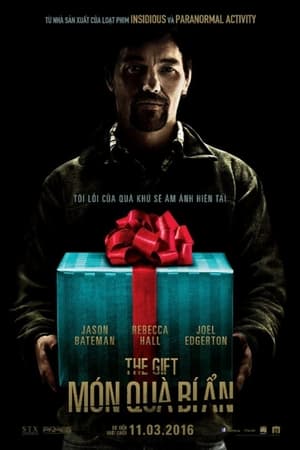 TỪ NHÀ SẢN XUẤT CỦA LOẠT PHIM INSIDIOUS VÀ PARANORMAL ACTIVITY
TỘI LỖI CỦA QUÁ KHỨ SẼ ÁM ẢNH HIỆN TẠI
JASON BATEMAN
REBECCA HALL
JOEL EDGERTON
THE GIFT
MÓN QUÀ BÍ ẨN
STX
11.03.2016